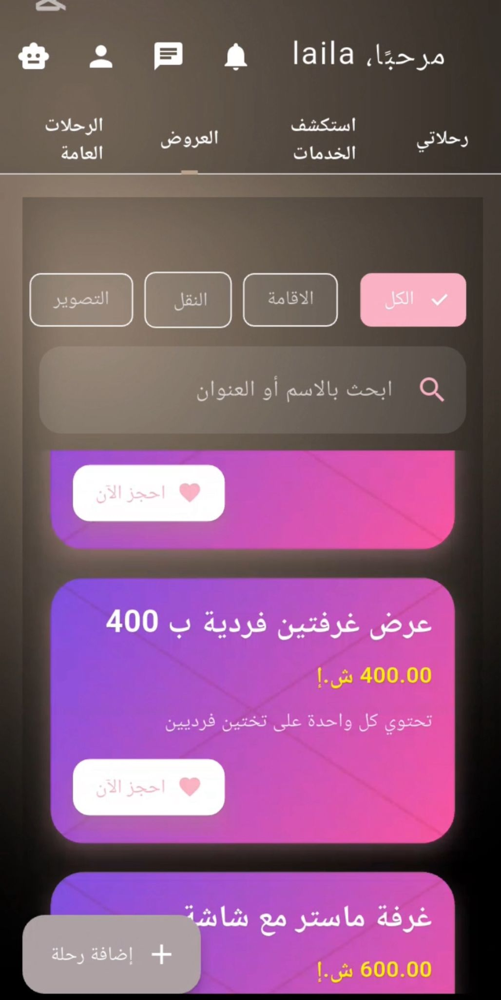 مرحبًا، laila
رحلاتي
استكشف
الخدمات
العروض
الرحلات
العامة
الكل
الاقامة
النقل
التصوير
ابحث بالاسم أو العنوان
احجز الآن
عرض غرفتين فردية ب 400
400.00 ش.إ
تحتوي كل واحدة على تختين فرديين
احجز الآن
غرفة ماستر مع شاشة
600.00 ش.إ
إضافة رحلة